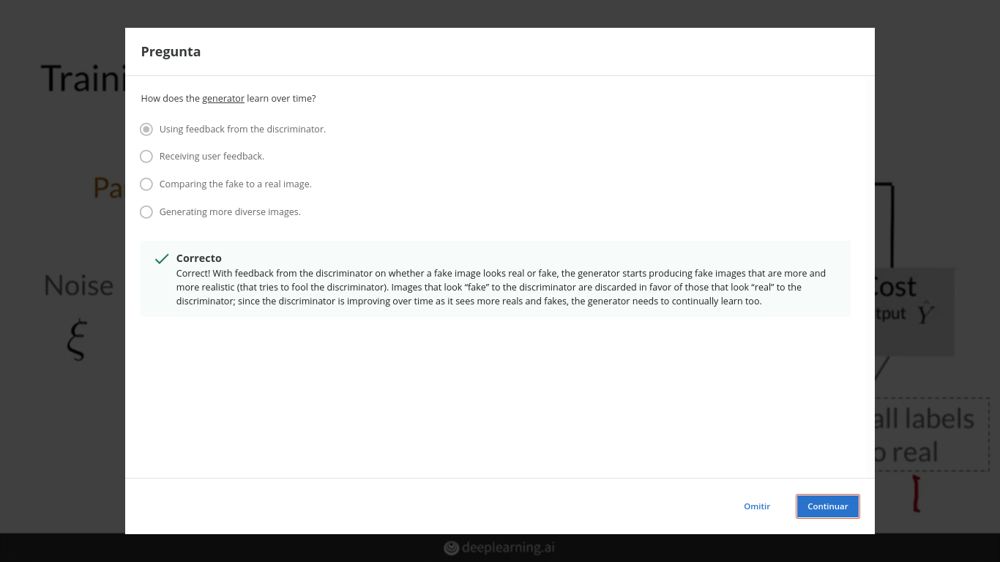 Pregunta
Traini
How does the generator learn over time?
Using feedback from the discriminator.
Receiving user feedback.
Comparing the fake to a real image.
Generating more diverse images.
Correcto
Correct! With feedback from the discriminator on whether a fake image looks real or fake, the generator starts producing fake images that are more and
more realistic (that tries to fool the discriminator). Images that look “fake” to the discriminator are discarded in favor of those that look “real” to the
discriminator; since the discriminator is improving over time as it sees more reals and fakes, the generator needs to continually learn too.
Omitir
Continuar
Pa
Noise
ξ
Cost
tput Ŷ
all labels
o real
1
deeplearning.ai